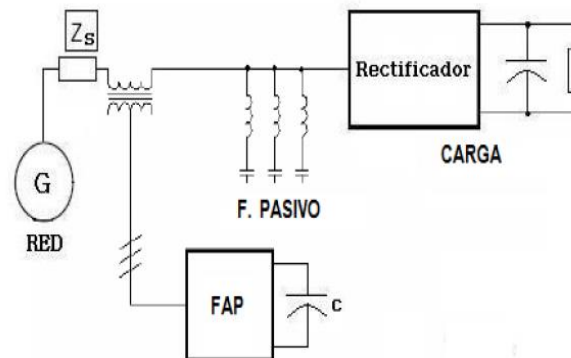 Zs
Rectificador
CARGA
G
RED
F. PASIVO
FAP
C